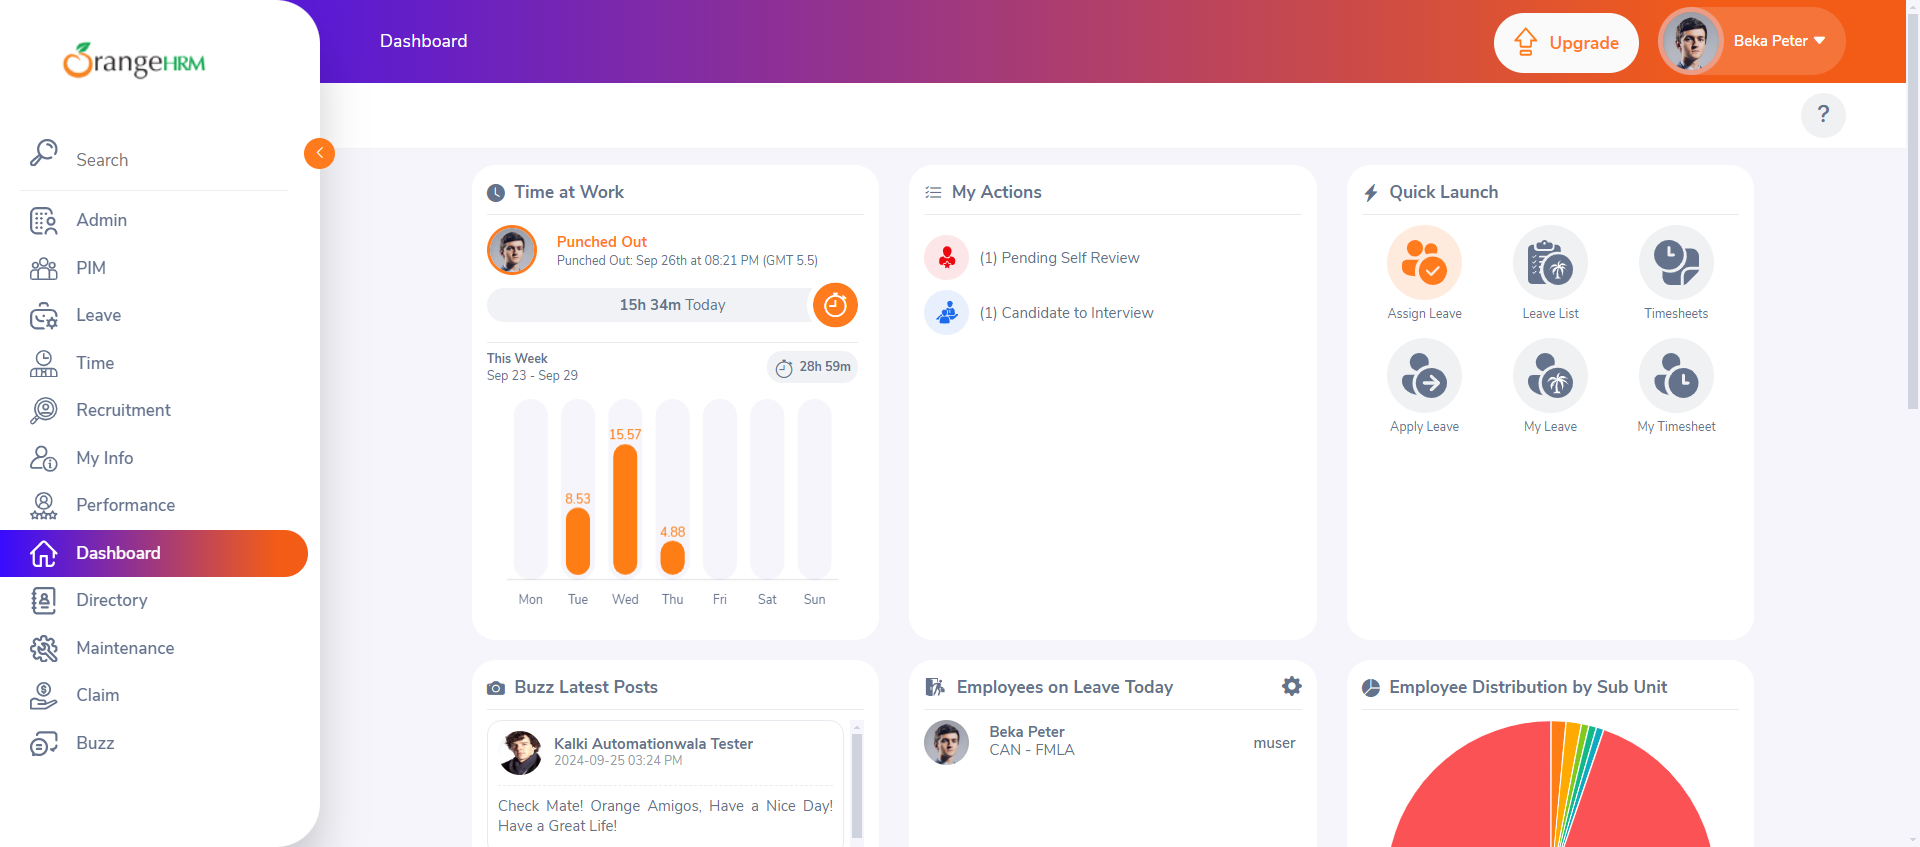 OrangeHRM
Search
Admin
PIM
Leave
Time
Recruitment
My Info
Performance
Dashboard
Directory
Maintenance
Claim
Buzz
Dashboard
Upgrade
Beka Peter
?
Time at Work
Punched Out
Punched Out: Sep 26th at 08:21 PM (GMT 5.5)
15h 34m Today
This Week
Sep 23 - Sep 29
28h 59m
15.57
8.53
4.88
Mon Tue Wed Thu Fri Sat Sun
My Actions
(1) Pending Self Review
(1) Candidate to Interview
Quick Launch
Assign Leave
Leave List
Timesheets
Apply Leave
My Leave
My Timesheet
Buzz Latest Posts
Kalki Automationwala Tester
2024-09-25 03:24 PM
Check Mate! Orange Amigos, Have a Nice Day!
Have a Great Life!
Employees on Leave Today
Beka Peter
CAN - FMLA
muser
Employee Distribution by Sub Unit